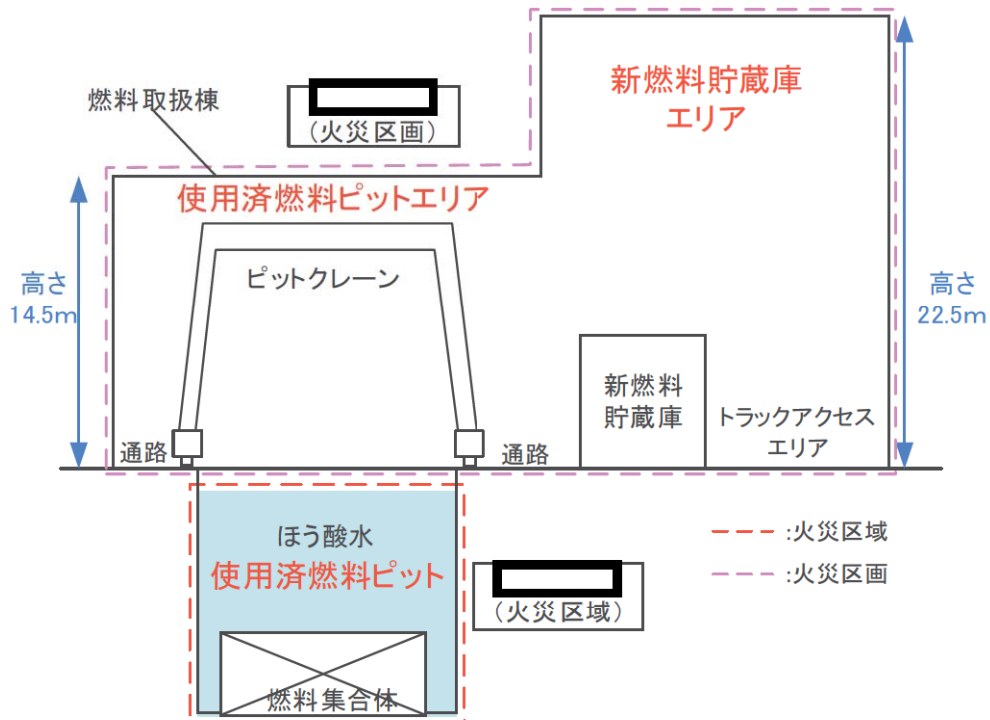 新燃料貯蔵庫
エリア
燃料取扱棟
（火災区画）
使用済燃料ピットエリア
ピットクレーン
高さ
14.5m
高さ
22.5m
新燃料
貯蔵庫
トラックアクセス
エリア
通路
通路
ほう酸水
使用済燃料ピット
:火災区域
:火災区画
（火災区域）
燃料集合体